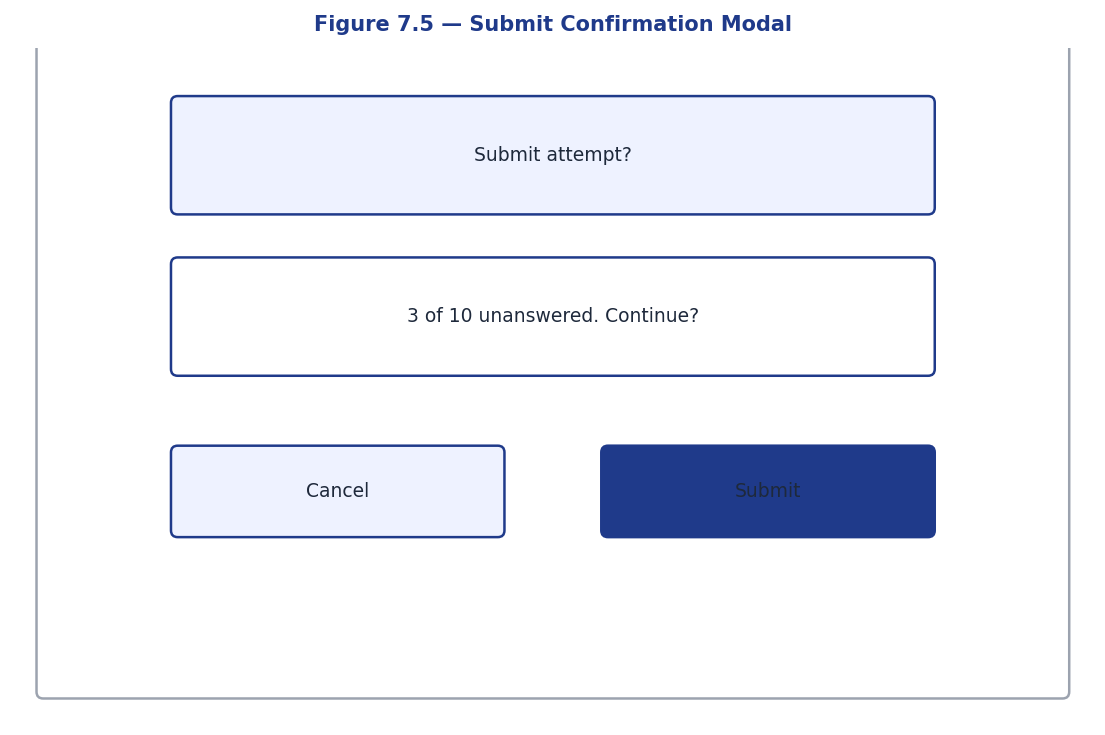 Figure 7.5 — Submit Confirmation Modal
Submit attempt?
3 of 10 unanswered. Continue?
Cancel
Submit